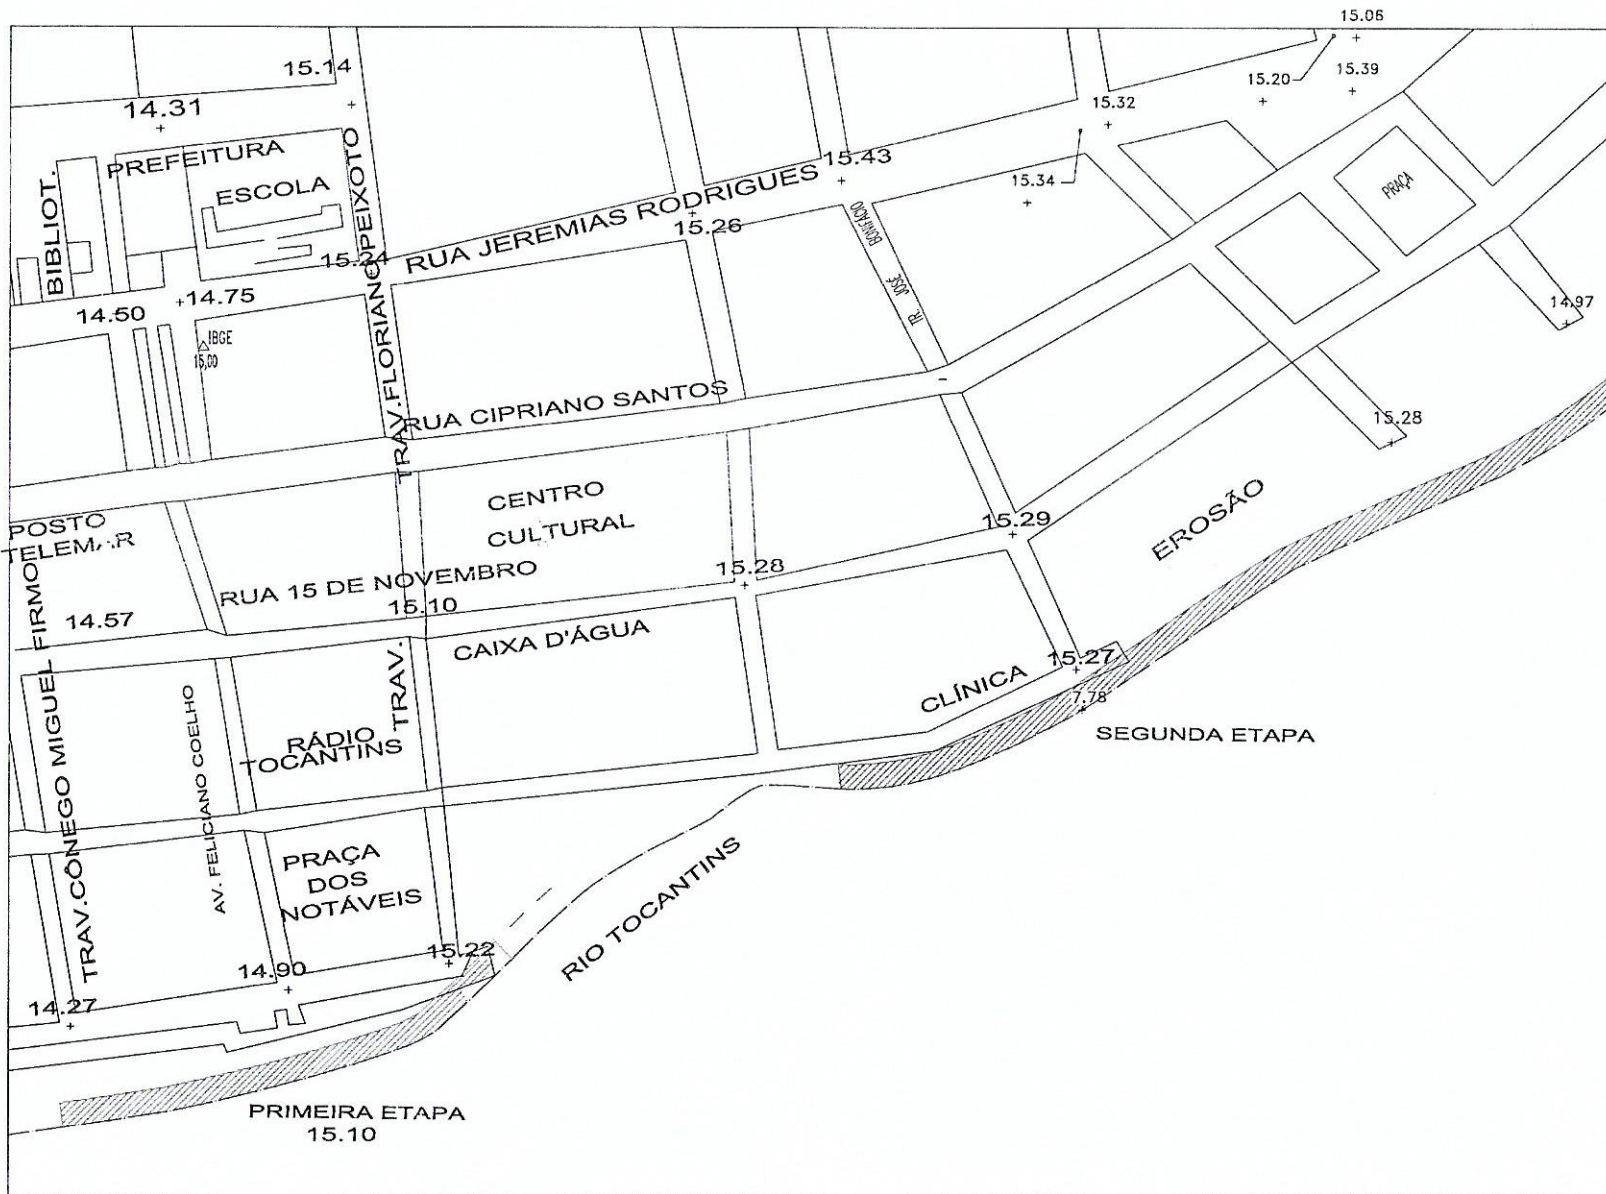 15.06
15.14
15.20
15.39
14.31
15.32
PREFEITURA
ESCOLA
BIBLIOT.
15.43
15.34
PRAÇA
RUA JEREMIAS RODRIGUES
15.26
15.24
TR. JOSÉ BONIFÁCIO
14.75
14.50
14.97
IBGE
15,00
TRAV.FLORIANO PEIXOTO
RUA CIPRIANO SANTOS
15.28
CENTRO
CULTURAL
POSTO
15.29
EROSÃO
RUA 15 DE NOVEMBRO
15.28
15.10
14.57
CAIXA D'ÁGUA
15.27
CLÍNICA
7.78
TRAV.
TRAV.CÔNEGO MIGUEL FIRMO
AV. FELICIANO COELHO
RÁDIO
TOCANTINS
SEGUNDA ETAPA
PRAÇA
DOS
NOTÁVEIS
RIO TOCANTINS
15.22
14.90
14.27
PRIMEIRA ETAPA
15.10